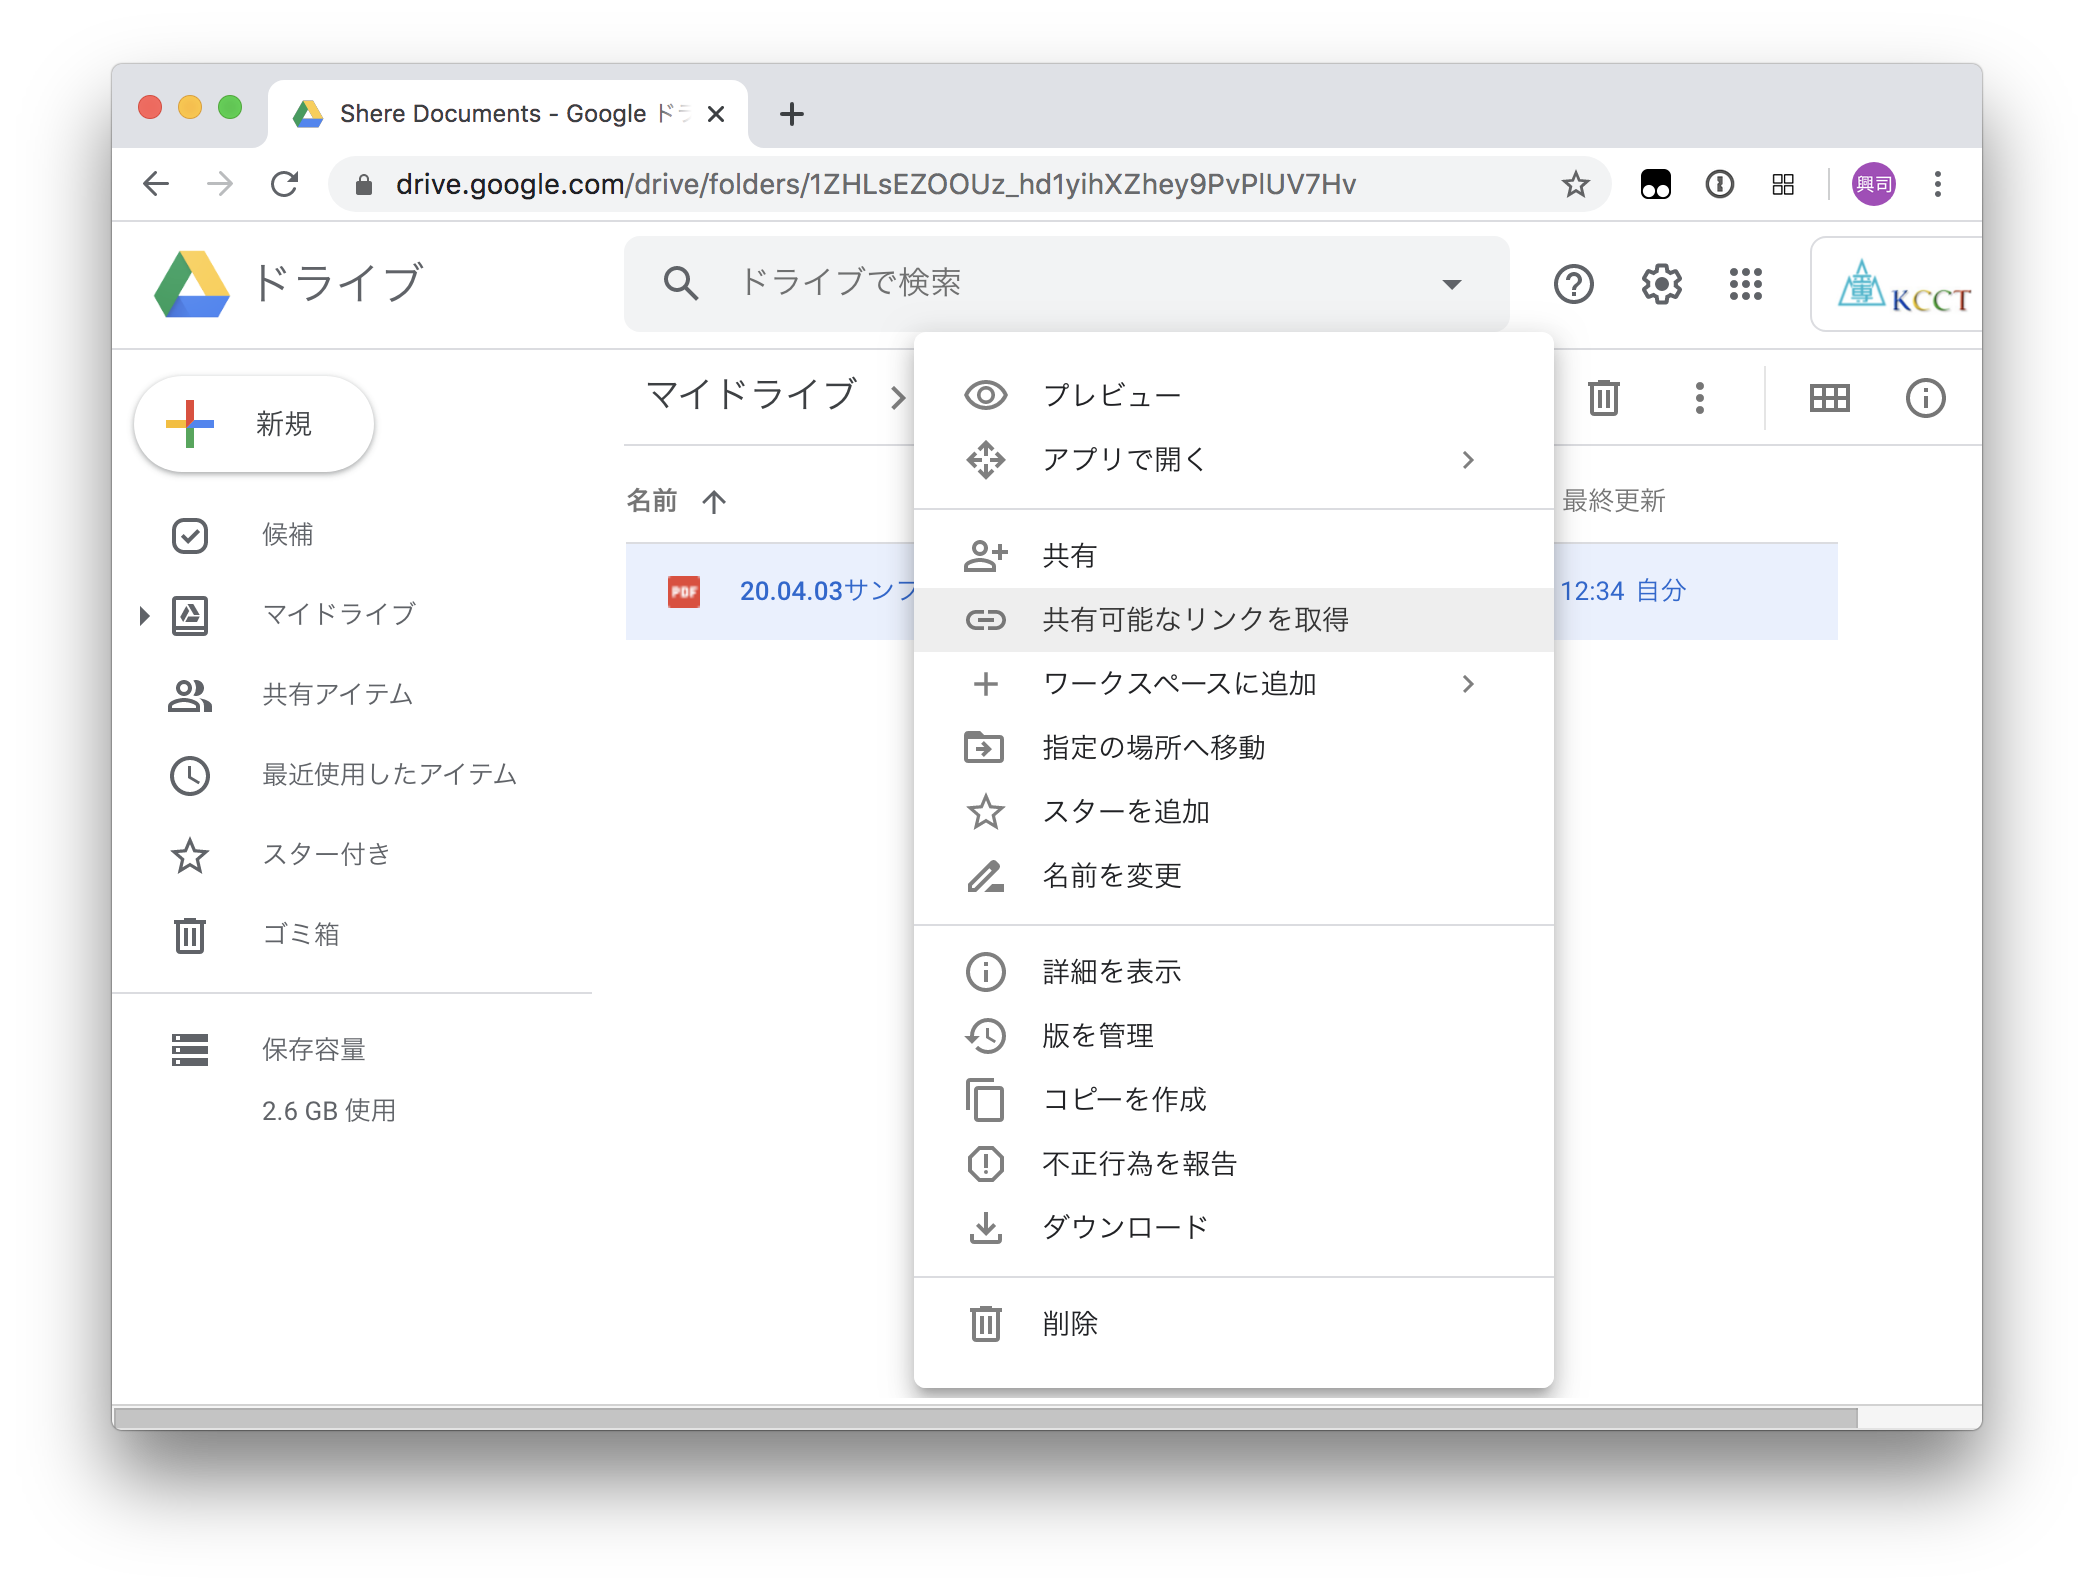 Shere Documents - Google ドラ
drive.google.com/drive/folders/1ZHLsEZOOUz_hd1yihXZhey9PvPlUV7Hv
興司
ドライブ
ドライブで検索
KCCT
新規
候補
マイドライブ
共有アイテム
最近使用したアイテム
スター付き
ゴミ箱
保存容量
2.6 GB 使用
マイドライブ
名前
最終更新
PDF
20.04.03サンプ
12:34 自分
プレビュー
アプリで開く
共有
共有可能なリンクを取得
ワークスペースに追加
指定の場所へ移動
スターを追加
名前を変更
詳細を表示
版を管理
コピーを作成
不正行為を報告
ダウンロード
削除